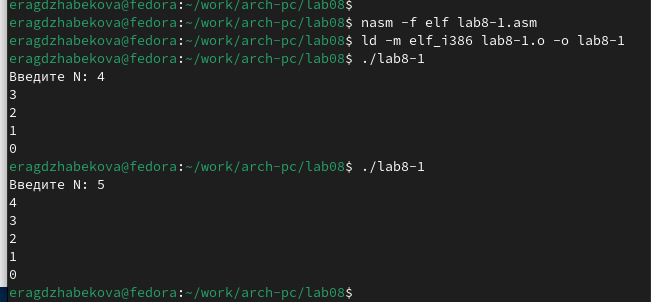 eragdzhabekova@fedora:~/work/arch-pc/lab08$
eragdzhabekova@fedora:~/work/arch-pc/lab08$ nasm -f elf lab8-1.asm
eragdzhabekova@fedora:~/work/arch-pc/lab08$ ld -m elf_i386 lab8-1.o -o lab8-1
eragdzhabekova@fedora:~/work/arch-pc/lab08$ ./lab8-1
Введите N: 4
3
2
1
0
eragdzhabekova@fedora:~/work/arch-pc/lab08$ ./lab8-1
Введите N: 5
4
3
2
1
0
eragdzhabekova@fedora:~/work/arch-pc/lab08$